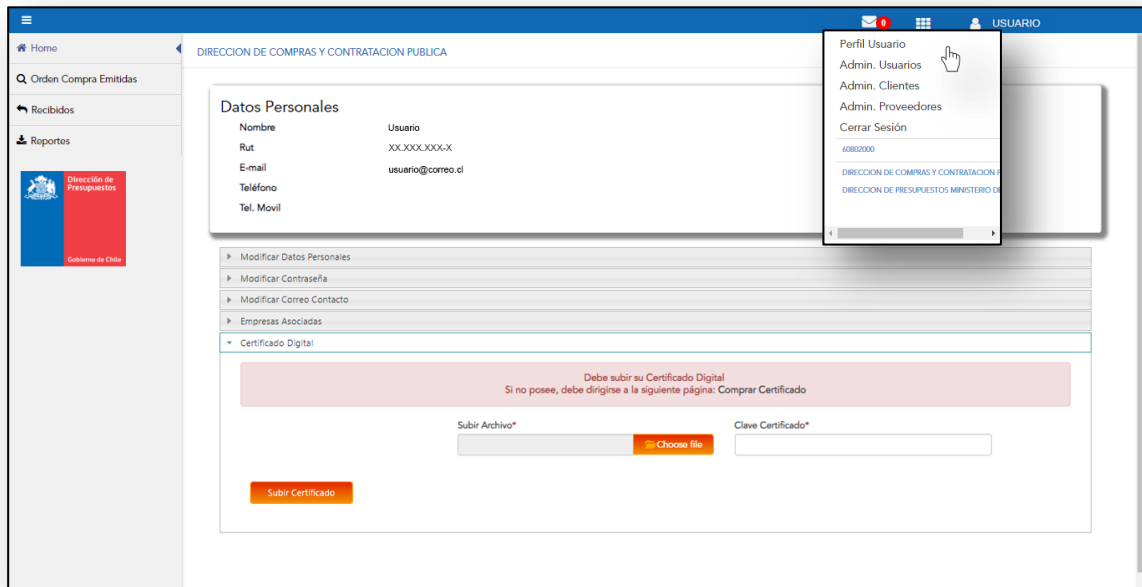 0
USUARIO
Home
Orden Compra Emitidas
Recibidos
Reportes
Dirección de
Presupuestos
Gobierno de Chile
DIRECCION DE COMPRAS Y CONTRATACION PUBLICA
Perfil Usuario
Admin. Usuarios
Admin. Clientes
Admin. Proveedores
Cerrar Sesión
60802000
DIRECCION DE COMPRAS Y CONTRATACION P
DIRECCION DE PRESUPUESTOS MINISTERIO DE
Datos Personales
Nombre Usuario
Rut XX.XXX.XXX-X
E-mail usuario@correo.cl
Teléfono
Tel. Movil
Modificar Datos Personales
Modificar Contraseña
Modificar Correo Contacto
Empresas Asociadas
Certificado Digital
Debe subir su Certificado Digital
Si no posee, debe dirigirse a la siguiente página: Comprar Certificado
Subir Archivo* Clave Certificado*
Choose file
Subir Certificado